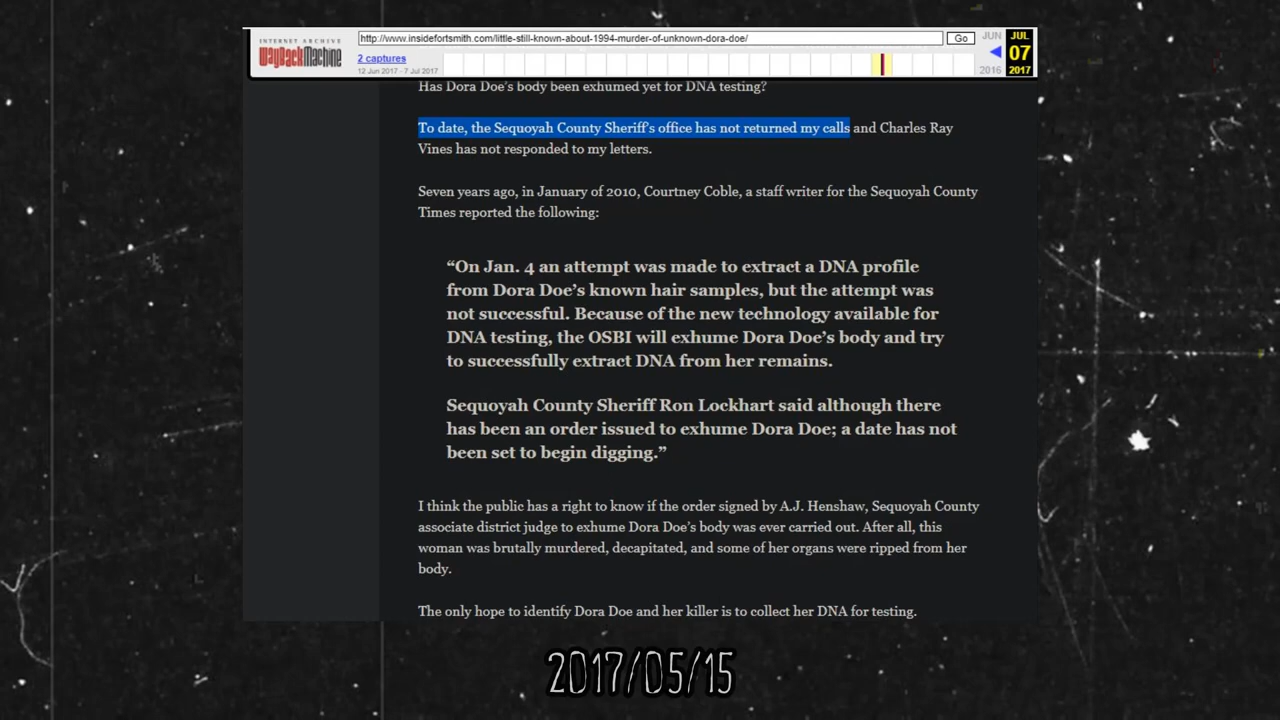 INTERNET ARCHIVE
WayBackMachine
http://www.insidefortsmith.com/little-still-known-about-1994-murder-of-unknown-dora-doe/
Go
JUN
JUL
2 captures
07
12 Jun 2017 - 7 Jul 2017
2016
2017
Has Dora Doe's body been exhumed yet for DNA testing?
To date, the Sequoyah County Sheriff's office has not returned my calls and Charles Ray
Vines has not responded to my letters.
Seven years ago, in January of 2010, Courtney Coble, a staff writer for the Sequoyah County
Times reported the following:
“On Jan. 4 an attempt was made to extract a DNA profile
from Dora Doe’s known hair samples, but the attempt was
not successful. Because of the new technology available for
DNA testing, the OSBI will exhume Dora Doe’s body and try
to successfully extract DNA from her remains.
Sequoyah County Sheriff Ron Lockhart said although there
has been an order issued to exhume Dora Doe; a date has not
been set to begin digging.”
I think the public has a right to know if the order signed by A.J. Henshaw, Sequoyah County
associate district judge to exhume Dora Doe’s body was ever carried out. After all, this
woman was brutally murdered, decapitated, and some of her organs were ripped from her
body.
The only hope to identify Dora Doe and her killer is to collect her DNA for testing.
2017/05/15